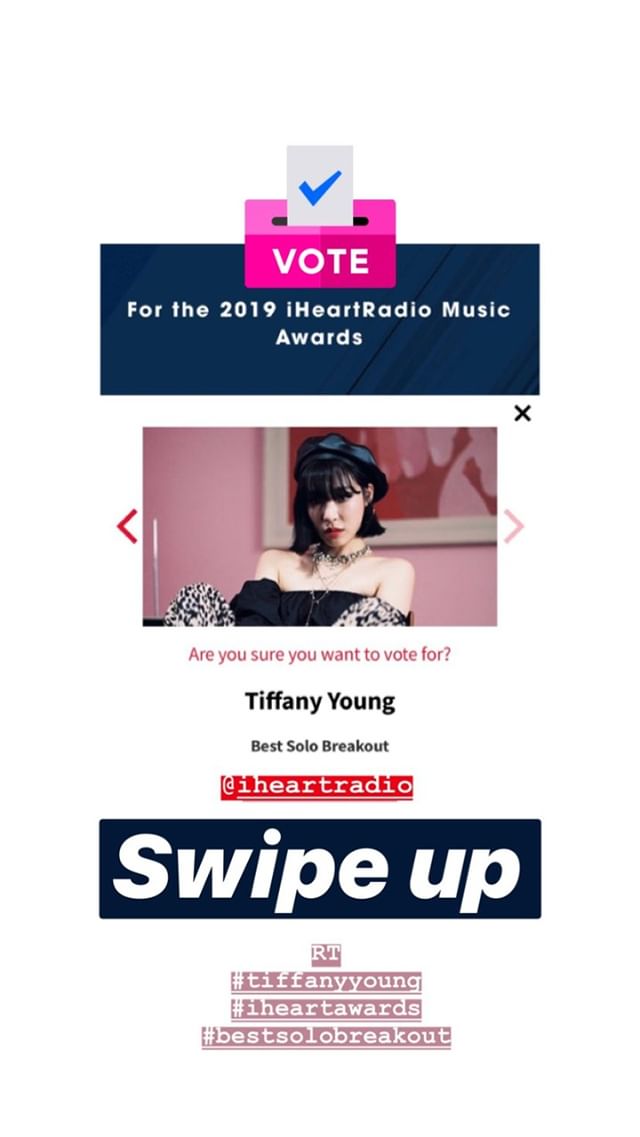 VOTE
For the 2019 iHeartRadio Music
Awards
Are you sure you want to vote for?
Tiffany Young
Best Solo Breakout
@iheartradio
Swipe up
RT
#tiffanyyoung
#iheartawards
#bestsolobreakout